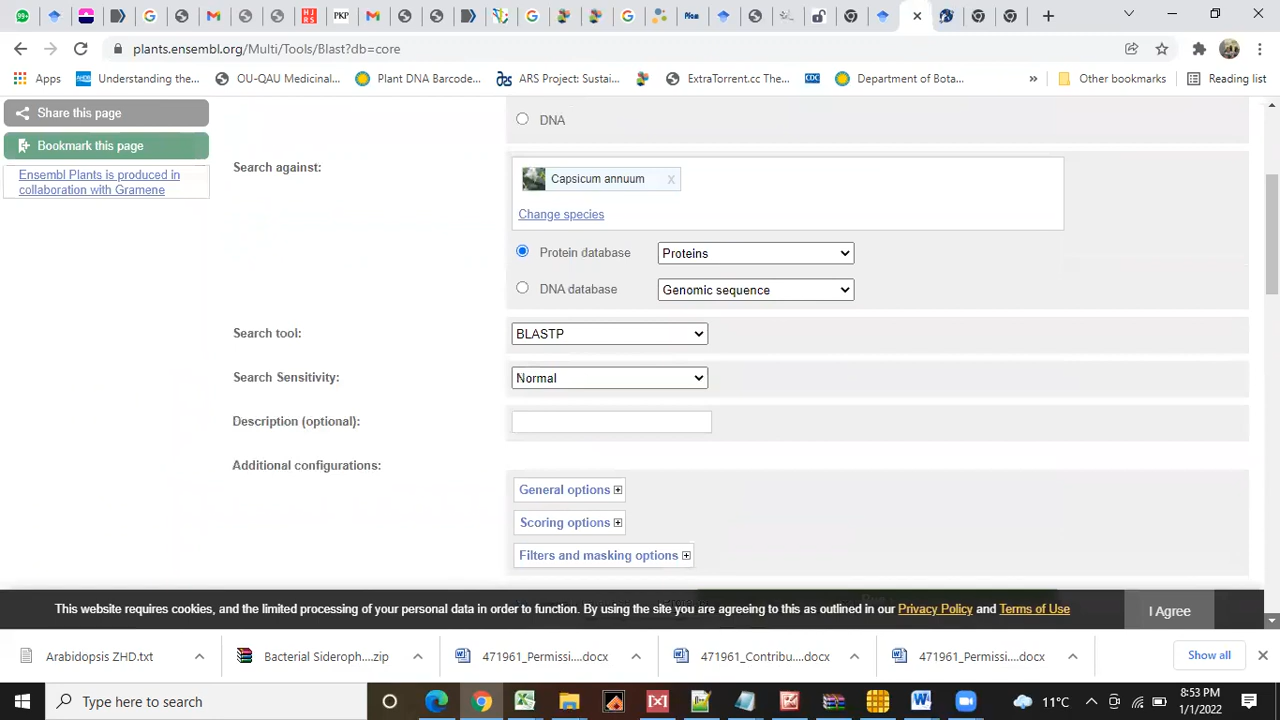 99+
HJ
RS
PKP
Pfam
plants.ensembl.org/Multi/Tools/Blast?db=core
Apps
Understanding the...
OU-QAU Medicinal...
Plant DNA Barcode...
ARS Project: Sustai...
ExtraTorrent.cc The...
CDC
Department of Bota...
»
Other bookmarks
Reading list
Share this page
Bookmark this page
Ensembl Plants is produced in
collaboration with Gramene
DNA
Search against:
Capsicum annuum x
Change species
Protein database Proteins
DNA database Genomic sequence
Search tool: BLASTP
Search Sensitivity: Normal
Description (optional):
Additional configurations:
General options
Scoring options
Filters and masking options
This website requires cookies, and the limited processing of your personal data in order to function. By using the site you are agreeing to this as outlined in our Privacy Policy and Terms of Use
I Agree
Arabidopsis ZHD.txt
Bacterial Sideroph....zip
471961_Permissi....docx
471961_Contribu....docx
471961_Permissi....docx
Show all
Type here to search
11°C
8:53 PM
1/1/2022